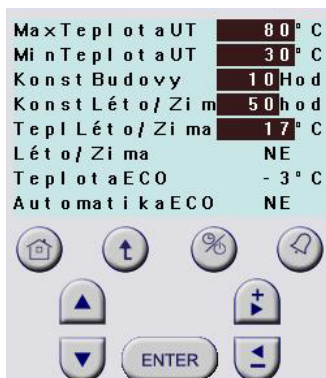 MaxTeplotaUT 80°C
MinTeplotaUT 30°C
KonstBudovy 10Hod
KonstLéto/Zim 50hod
TeplLéto/Zima 17°C
Léto/Zima NE
TeplotaECO -3°C
AutomatikaECO NE
ENTER